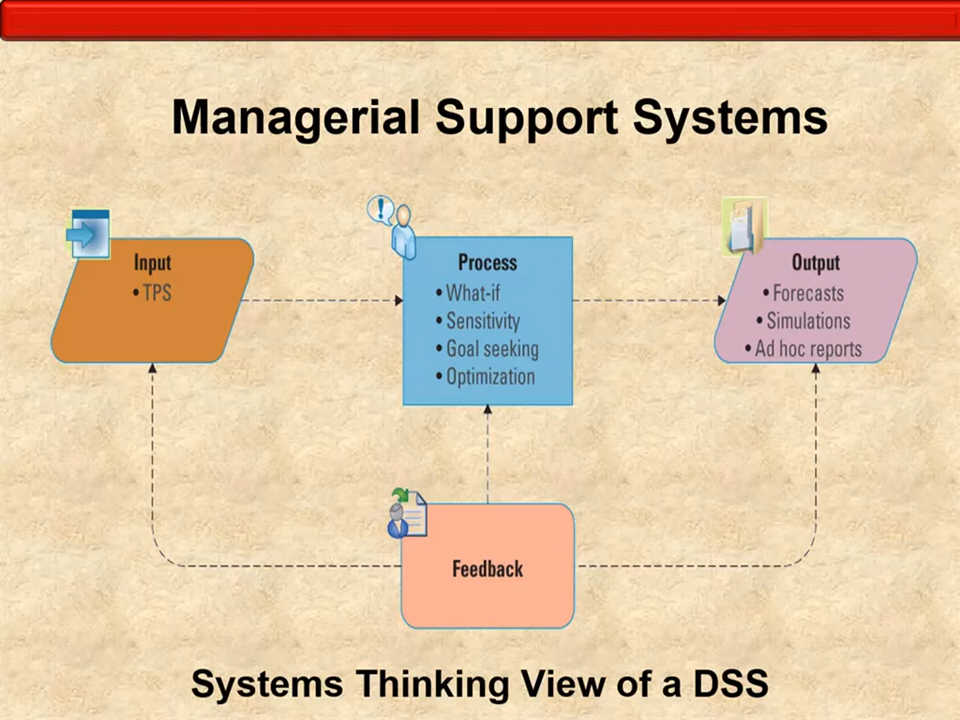 Managerial Support Systems
Input
• TPS
Process
• What-if
• Sensitivity
• Goal seeking
• Optimization
Output
• Forecasts
• Simulations
• Ad hoc reports
Feedback
Systems Thinking View of a DSS